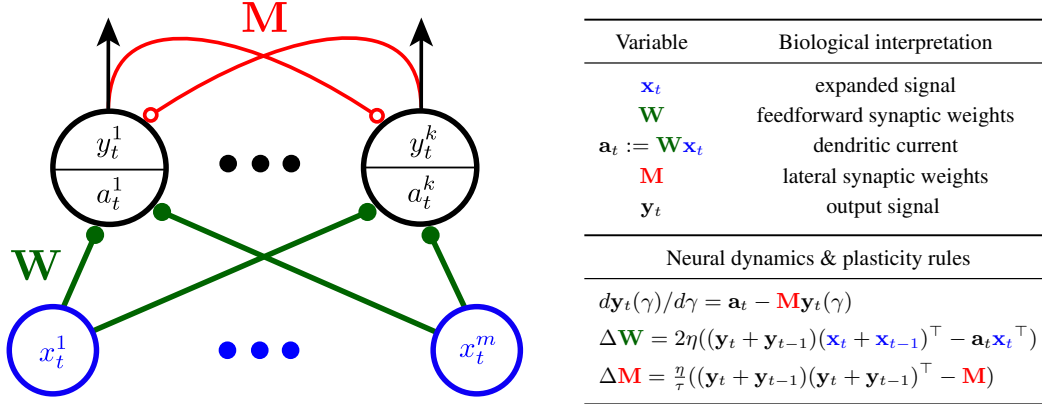 M
y_t^1
a_t^1
y_t^k
a_t^k
W
x_t^1
x_t^m
Variable Biological interpretation
x_t expanded signal
W feedforward synaptic weights
a_t := Wx_t dendritic current
M lateral synaptic weights
y_t output signal
Neural dynamics & plasticity rules
dy_t(γ)/dγ = a_t − My_t(γ)
ΔW = 2η((y_t + y_{t−1})(x_t + x_{t−1})^⊤ − a_t x_t^⊤)
ΔM = η/τ((y_t + y_{t−1})(y_t + y_{t−1})^⊤ − M)